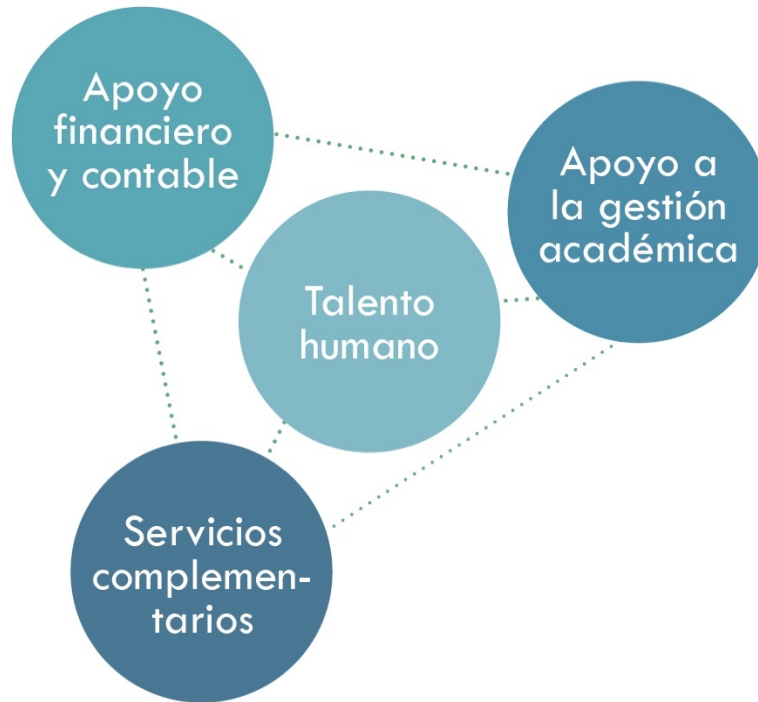 Apoyo
financiero
y contable
Apoyo a
la gestión
académica
Talento
humano
Servicios
complemen-
tarios